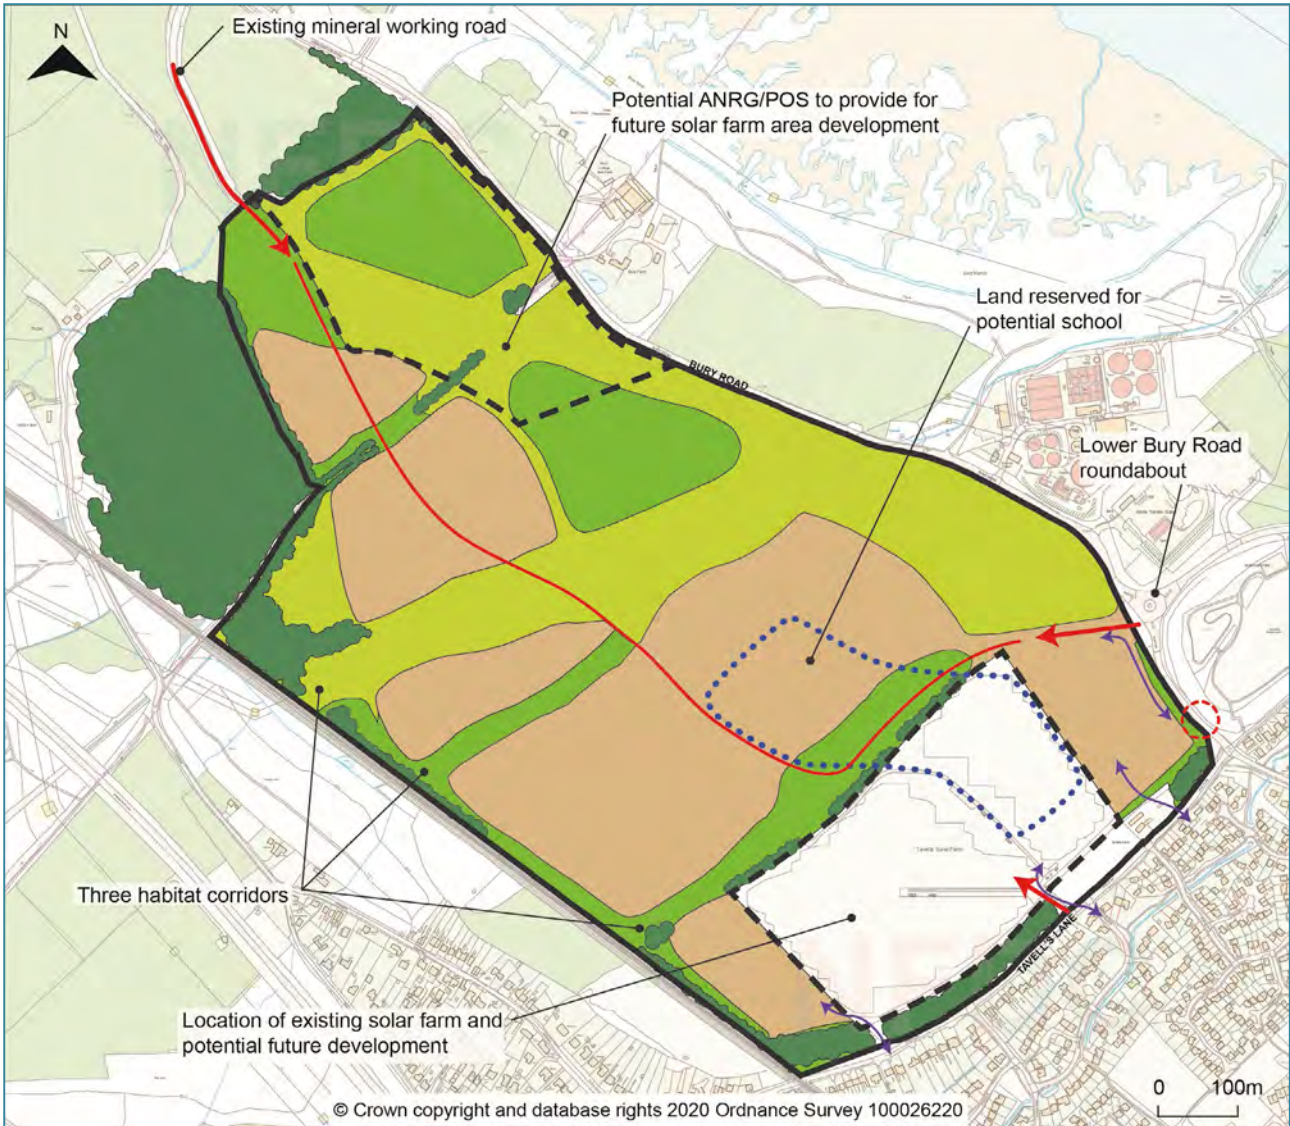 Existing mineral working road
N
Potential ANRG/POS to provide for
future solar farm area development
Land reserved for
potential school
BURY ROAD
Lower Bury Road
roundabout
Three habitat corridors
TAVELL'S LANE
Location of existing solar farm and
potential future development
0 100m
© Crown copyright and database rights 2020 Ordnance Survey 100026220